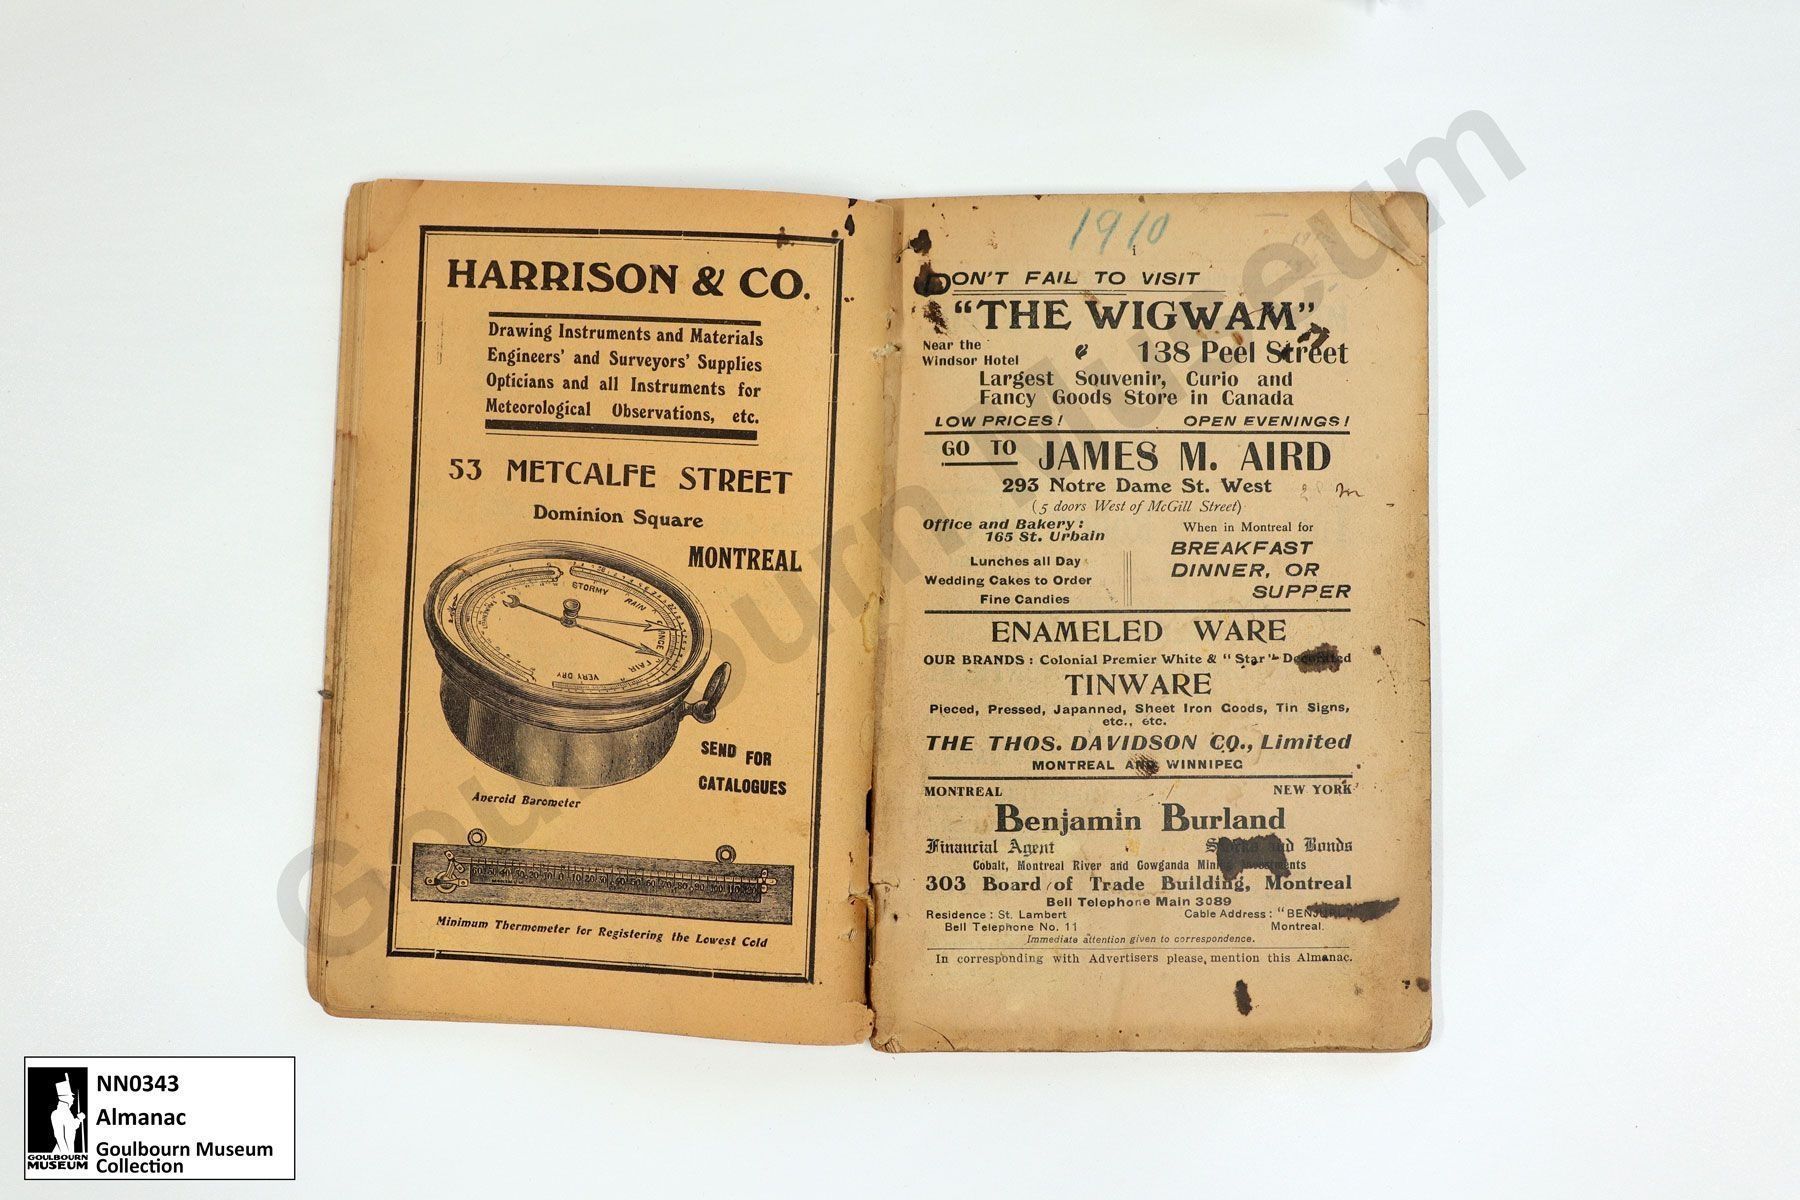 HARRISON & CO.
Drawing Instruments and Materials
Engineers' and Surveyors' Supplies
Opticians and all Instruments for
Meteorological Observations, etc.
53 METCALFE STREET
Dominion Square
MONTREAL
STORMY
RAIN
CHANGE
FAIR
VERY DRY
SEND FOR
CATALOGUES
Aneroid Barometer
Minimum Thermometer for Registering the Lowest Cold
1910
i
DON'T FAIL TO VISIT
"THE WIGWAM"
Near the
Windsor Hotel
138 Peel Street
Largest Souvenir, Curio and
Fancy Goods Store in Canada
LOW PRICES! OPEN EVENINGS!
GO TO JAMES M. AIRD
293 Notre Dame St. West
(5 doors West of McGill Street)
Office and Bakery:
165 St. Urbain
Lunches all Day
Wedding Cakes to Order
Fine Candies
When in Montreal for
BREAKFAST
DINNER, OR
SUPPER
ENAMELED WARE
OUR BRANDS: Colonial Premier White & "Star" Decorated
TINWARE
Pieced, Pressed, Japanned, Sheet Iron Goods, Tin Signs,
etc., etc.
THE THOS. DAVIDSON CO., Limited
MONTREAL AND WINNIPEG
MONTREAL NEW YORK
Benjamin Burland
Financial Agent Stocks and Bonds
Cobalt, Montreal River and Gowganda Mining Investments
303 Board of Trade Building, Montreal
Bell Telephone Main 3089
Residence: St. Lambert Cable Address:
Bell Telephone No. 11 Montreal.
Immediate attention given to correspondence.
In corresponding with Advertisers please mention this Almanac.
Goulbourn Museum
NN0343
Almanac
Goulbourn Museum
Collection
GOULBOURN
MUSEUM